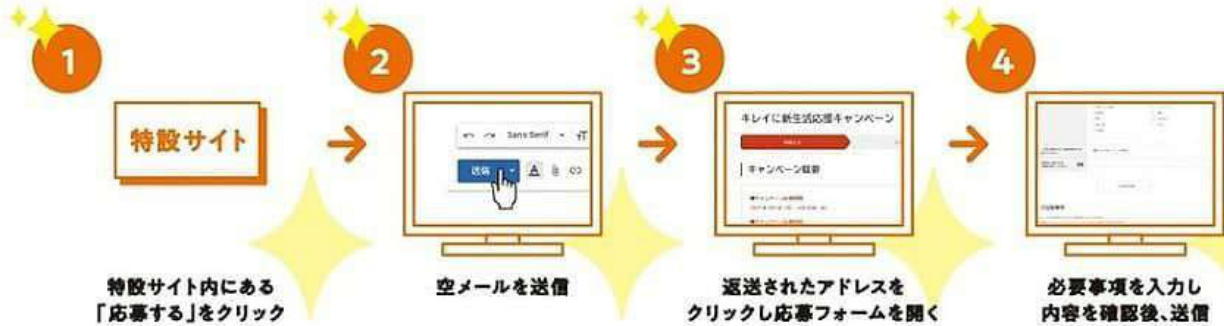 1
特設サイト
特設サイト内にある
「応募する」をクリック
2
Sans Serif
送信
A
空メールを送信
3
キレイに新生活応援キャンペーン
キャンペーン概要
返送されたアドレスを
クリックし応募フォームを開く
4
必要事項を入力し
内容を確認後、送信